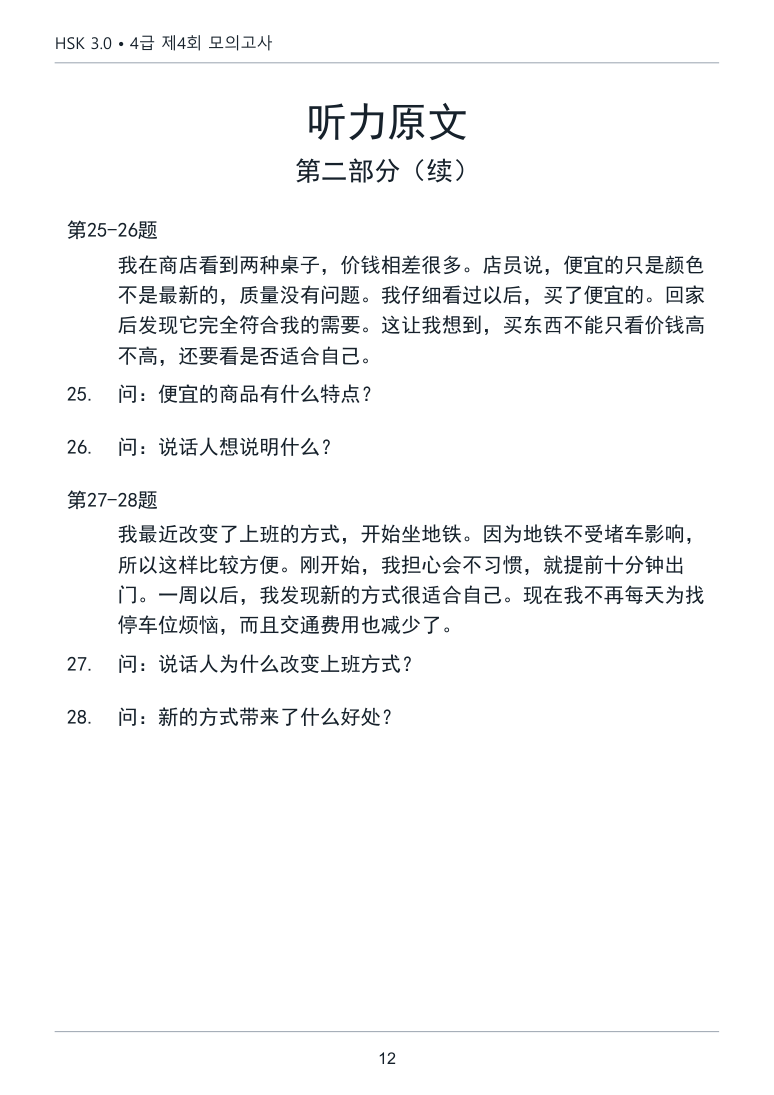 HSK 3.0 • 4급 제4회 모의고사
听力原文
第二部分（续）
第25-26题
我在商店看到两种桌子，价钱相差很多。店员说，便宜的只是颜色
不是最新的，质量没有问题。我仔细看过以后，买了便宜的。回家
后发现它完全符合我的需要。这让我想到，买东西不能只看价钱高
不高，还要看是否适合自己。
25. 问：便宜的商品有什么特点？
26. 问：说话人想说明什么？
第27-28题
我最近改变了上班的方式，开始坐地铁。因为地铁不受堵车影响，
所以这样比较方便。刚开始，我担心会不习惯，就提前十分钟出
门。一周以后，我发现新的方式很适合自己。现在我不再每天为找
停车位烦恼，而且交通费用也减少了。
27. 问：说话人为什么改变上班方式？
28. 问：新的方式带来了什么好处？
12